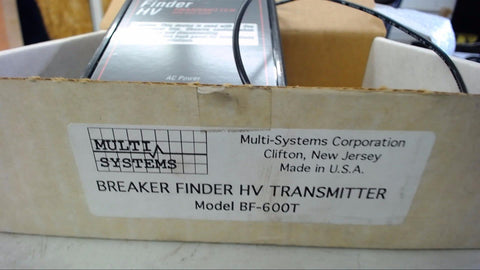 Finder
HV
AC Power
MULTI
SYSTEMS
Multi-Systems Corporation
Clifton, New Jersey
Made in U.S.A.
BREAKER FINDER HV TRANSMITTER
Model BF-600T